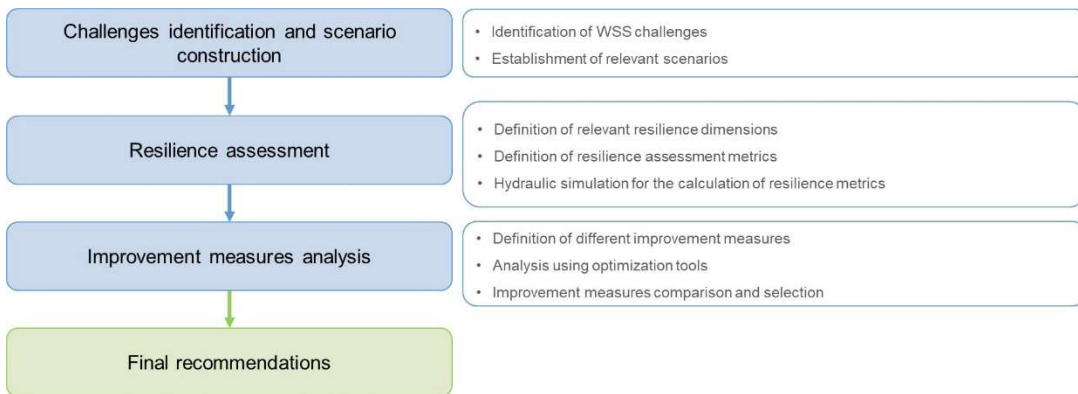 Challenges identification and scenario
construction
• Identification of WSS challenges
• Establishment of relevant scenarios
Resilience assessment
• Definition of relevant resilience dimensions
• Definition of resilience assessment metrics
• Hydraulic simulation for the calculation of resilience metrics
Improvement measures analysis
• Definition of different improvement measures
• Analysis using optimization tools
• Improvement measures comparison and selection
Final recommendations